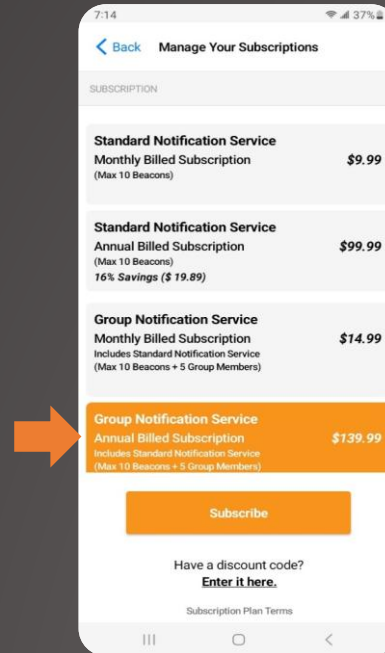 7:14 37%
Back Manage Your Subscriptions
SUBSCRIPTION
Standard Notification Service
Monthly Billed Subscription $9.99
(Max 10 Beacons)
Standard Notification Service
Annual Billed Subscription $99.99
(Max 10 Beacons)
16% Savings ($ 19.89)
Group Notification Service
Monthly Billed Subscription $14.99
Includes Standard Notification Service
(Max 10 Beacons + 5 Group Members)
Group Notification Service
Annual Billed Subscription $139.99
Includes Standard Notification Service
(Max 10 Beacons + 5 Group Members)
Subscribe
Have a discount code?
Enter it here.
Subscription Plan Terms